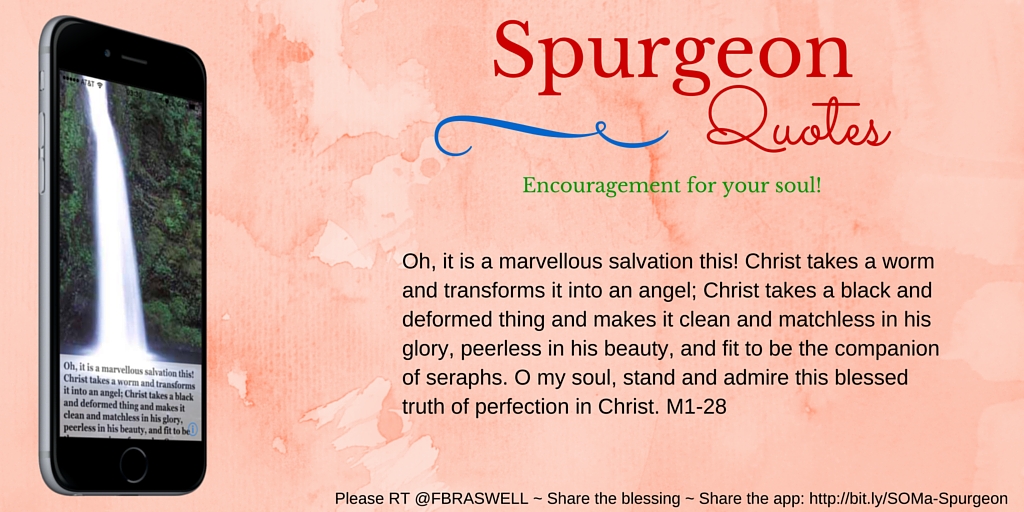 Spurgeon
Quotes
Encouragement for your soul!
Oh, it is a marvellous salvation this! Christ takes a worm
and transforms it into an angel; Christ takes a black and
deformed thing and makes it clean and matchless in his
glory, peerless in his beauty, and fit to be the companion
of seraphs. O my soul, stand and admire this blessed
truth of perfection in Christ. M1-28
AT&T
Oh, it is a marvellous salvation this!
Christ takes a worm and transforms
it into an angel; Christ takes a black
and deformed thing and makes it
clean and matchless in his glory,
peerless in his beauty, and fit to be
Please RT @FBRASWELL ~ Share the blessing ~ Share the app: http://bit.ly/SOMa-Spurgeon